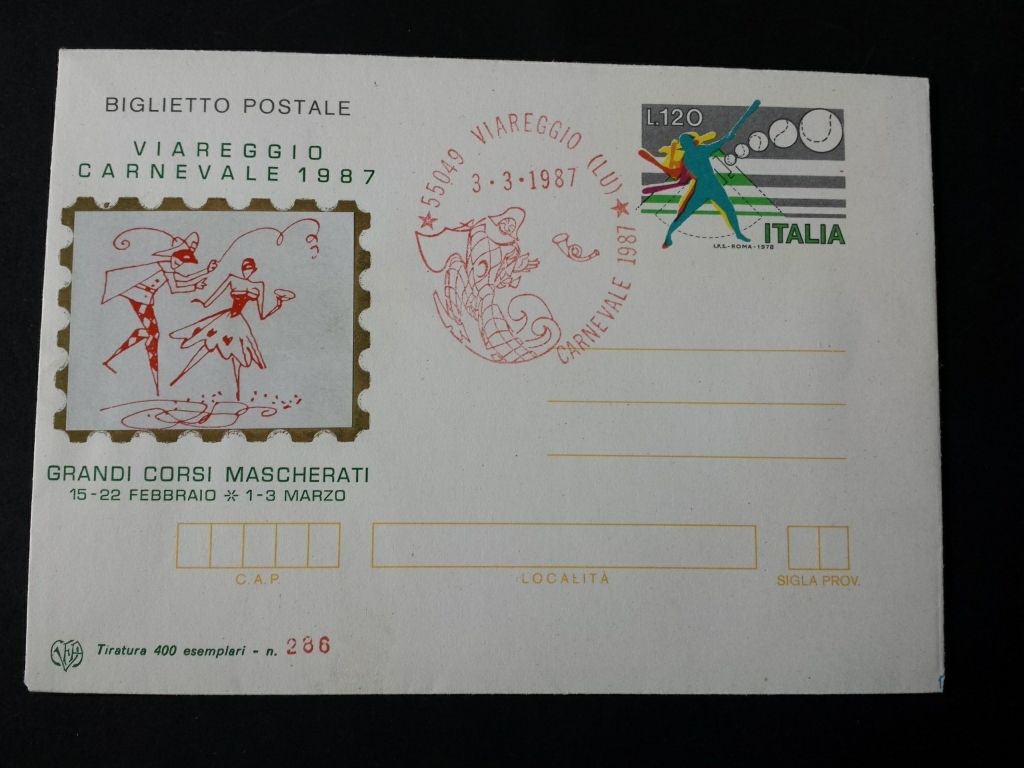 BIGLIETTO POSTALE
VIAREGGIO
CARNEVALE 1987
GRANDI CORSI MASCHERATI
15-22 FEBBRAIO ✲ 1-3 MARZO
★ 55049 VIAREGGIO (LU) ★
3·3·1987
CARNEVALE 1987
L.120
ITALIA
I.P.S.-ROMA-1978
C.A.P.
LOCALITÀ
SIGLA PROV.
Tiratura 400 esemplari - n. 286